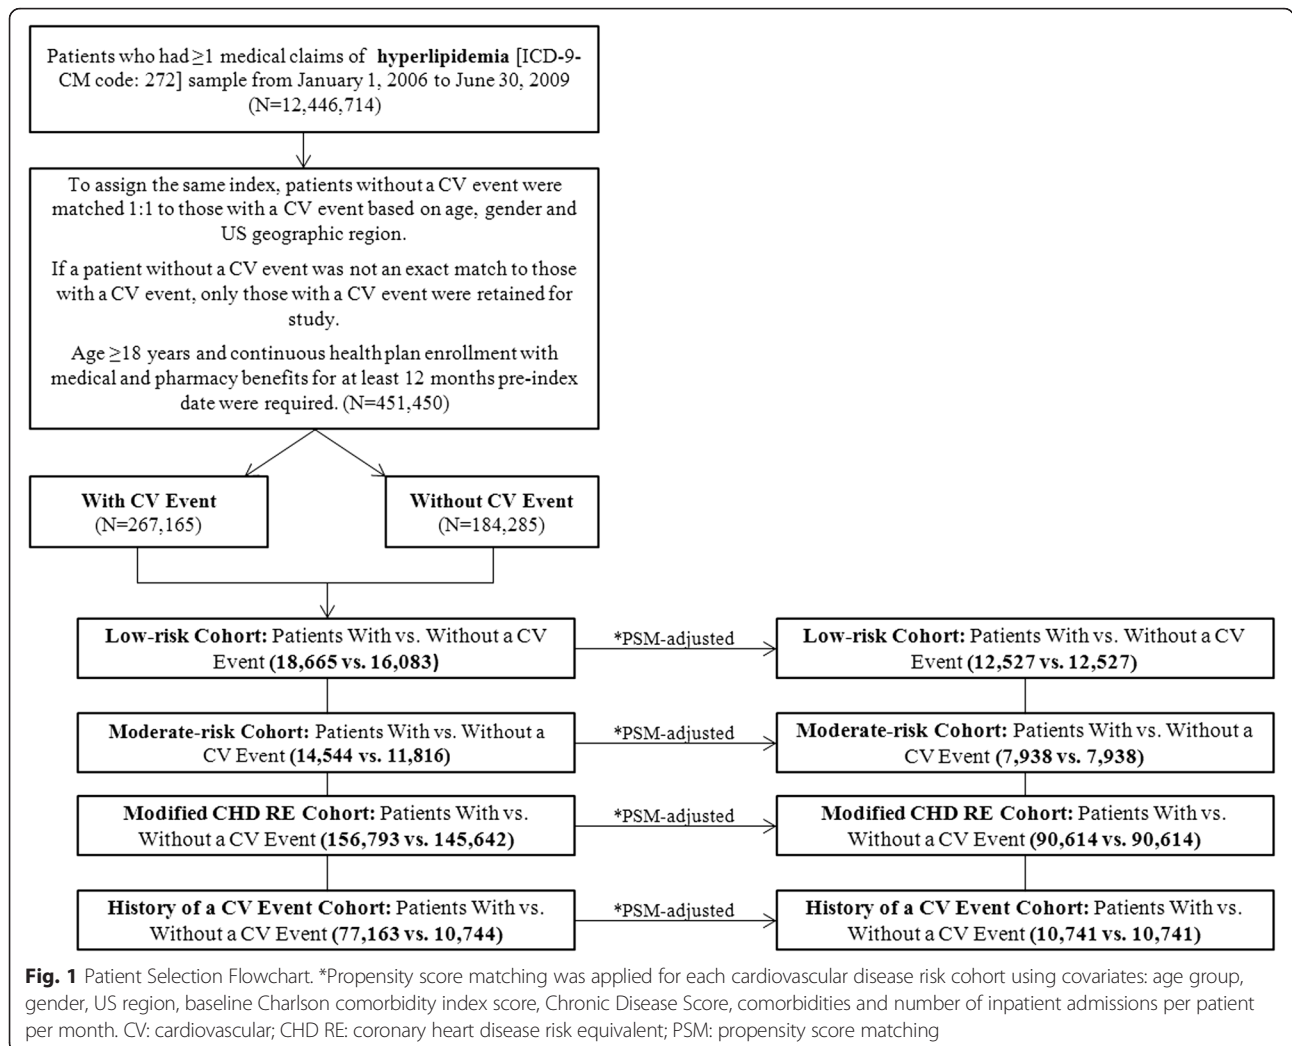 Patients who had ≥1 medical claims of hyperlipidemia [ICD-9-
CM code: 272] sample from January 1, 2006 to June 30, 2009
(N=12,446,714)
To assign the same index, patients without a CV event were
matched 1:1 to those with a CV event based on age, gender and
US geographic region.
If a patient without a CV event was not an exact match to those
with a CV event, only those with a CV event were retained for
study.
Age ≥18 years and continuous health plan enrollment with
medical and pharmacy benefits for at least 12 months pre-index
date were required. (N=451,450)
With CV Event
(N=267,165)
Without CV Event
(N=184,285)
Low-risk Cohort: Patients With vs. Without a CV
Event (18,665 vs. 16,083)
*PSM-adjusted
Low-risk Cohort: Patients With vs. Without a CV
Event (12,527 vs. 12,527)
Moderate-risk Cohort: Patients With vs. Without a
CV Event (14,544 vs. 11,816)
*PSM-adjusted
Moderate-risk Cohort: Patients With vs. Without a
CV Event (7,938 vs. 7,938)
Modified CHD RE Cohort: Patients With vs.
Without a CV Event (156,793 vs. 145,642)
*PSM-adjusted
Modified CHD RE Cohort: Patients With vs.
Without a CV Event (90,614 vs. 90,614)
History of a CV Event Cohort: Patients With vs.
Without a CV Event (77,163 vs. 10,744)
*PSM-adjusted
History of a CV Event Cohort: Patients With vs.
Without a CV Event (10,741 vs. 10,741)
Fig. 1 Patient Selection Flowchart. *Propensity score matching was applied for each cardiovascular disease risk cohort using covariates: age group,
gender, US region, baseline Charlson comorbidity index score, Chronic Disease Score, comorbidities and number of inpatient admissions per patient
per month. CV: cardiovascular; CHD RE: coronary heart disease risk equivalent; PSM: propensity score matching